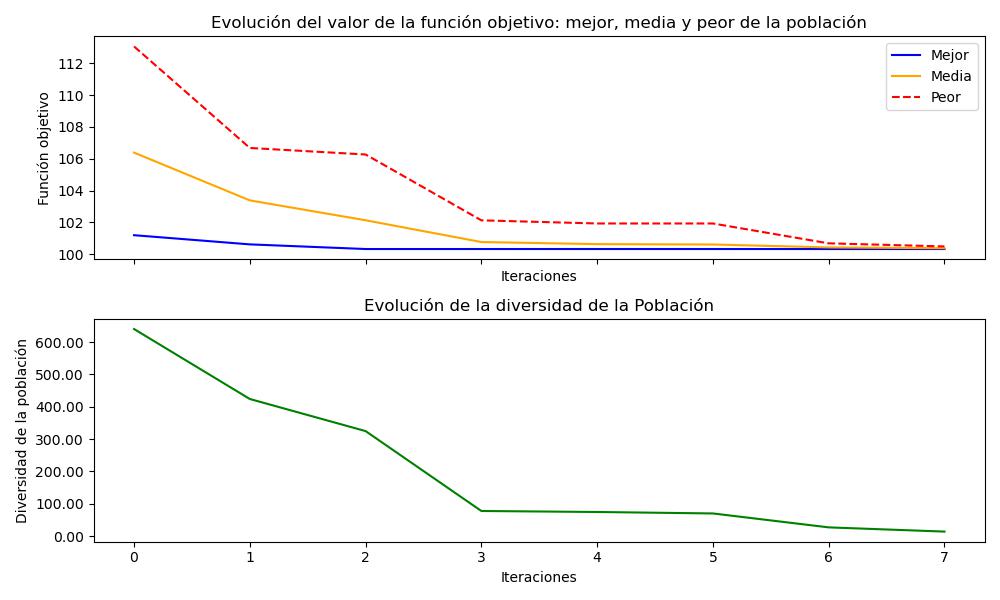 Evolución del valor de la función objetivo: mejor, media y peor de la población
Función objetivo
112
110
108
106
104
102
100
Mejor
Media
Peor
Iteraciones
Evolución de la diversidad de la Población
Diversidad de la población
600.00
500.00
400.00
300.00
200.00
100.00
0.00
0 1 2 3 4 5 6 7
Iteraciones